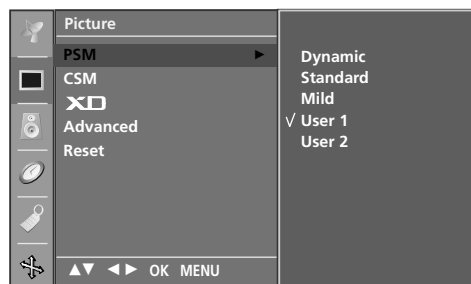 Picture
PSM ►
CSM
XD
Advanced
Reset
▲▼ ◄► OK MENU
Dynamic
Standard
Mild
√ User 1
User 2